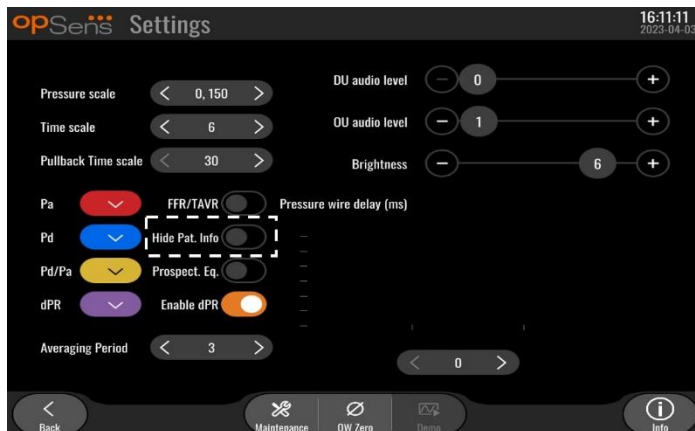 opSens Settings
16:11:11
2023-04-03
Pressure scale < 0, 150 >
Time scale < 6 >
Pullback Time scale < 30 >
DU audio level − 0 +
OU audio level − 1 +
Brightness − 6 +
Pa FFR/TAVR Pressure wire delay (ms)
Pd Hide Pat. Info
Pd/Pa Prospect. Eq.
dPR Enable dPR
Averaging Period < 3 >
< 0 >
Back Maintenance OW Zero Demo Info